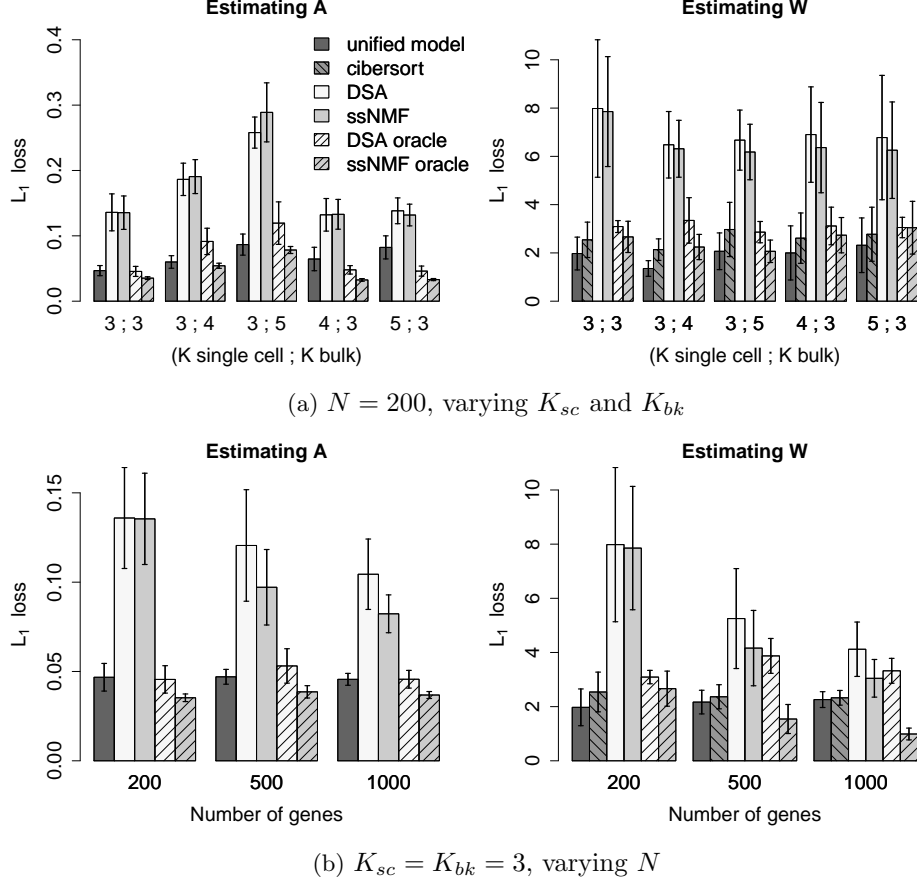 Estimating A
Estimating W
L1 loss
0.0 0.1 0.2 0.3 0.4
unified model
cibersort
DSA
ssNMF
DSA oracle
ssNMF oracle
3 ; 3 3 ; 4 3 ; 5 4 ; 3 5 ; 3
(K single cell ; K bulk)
L1 loss
0 2 4 6 8 10
3 ; 3 3 ; 4 3 ; 5 4 ; 3 5 ; 3
(K single cell ; K bulk)
(a) N = 200, varying Ksc and Kbk
Estimating A
Estimating W
L1 loss
0.00 0.05 0.10 0.15
200 500 1000
Number of genes
L1 loss
0 2 4 6 8 10
200 500 1000
Number of genes
(b) Ksc = Kbk = 3, varying N